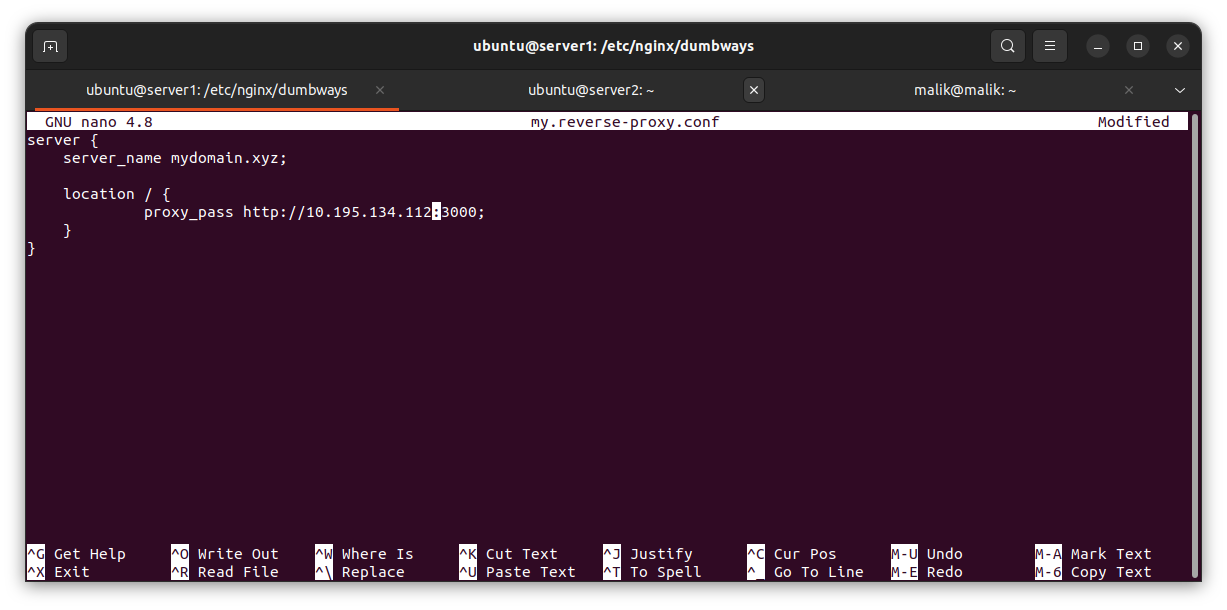 ubuntu@server1: /etc/nginx/dumbways
ubuntu@server1: /etc/nginx/dumbways ubuntu@server2: ~ malik@malik: ~
GNU nano 4.8 my.reverse-proxy.conf Modified
server {
    server_name mydomain.xyz;

    location / {
             proxy_pass http://10.195.134.112:3000;
    }
}
^G Get Help ^O Write Out ^W Where Is ^K Cut Text ^J Justify ^C Cur Pos M-U Undo M-A Mark Text
^X Exit ^R Read File ^\ Replace ^U Paste Text ^T To Spell ^_ Go To Line M-E Redo M-6 Copy Text